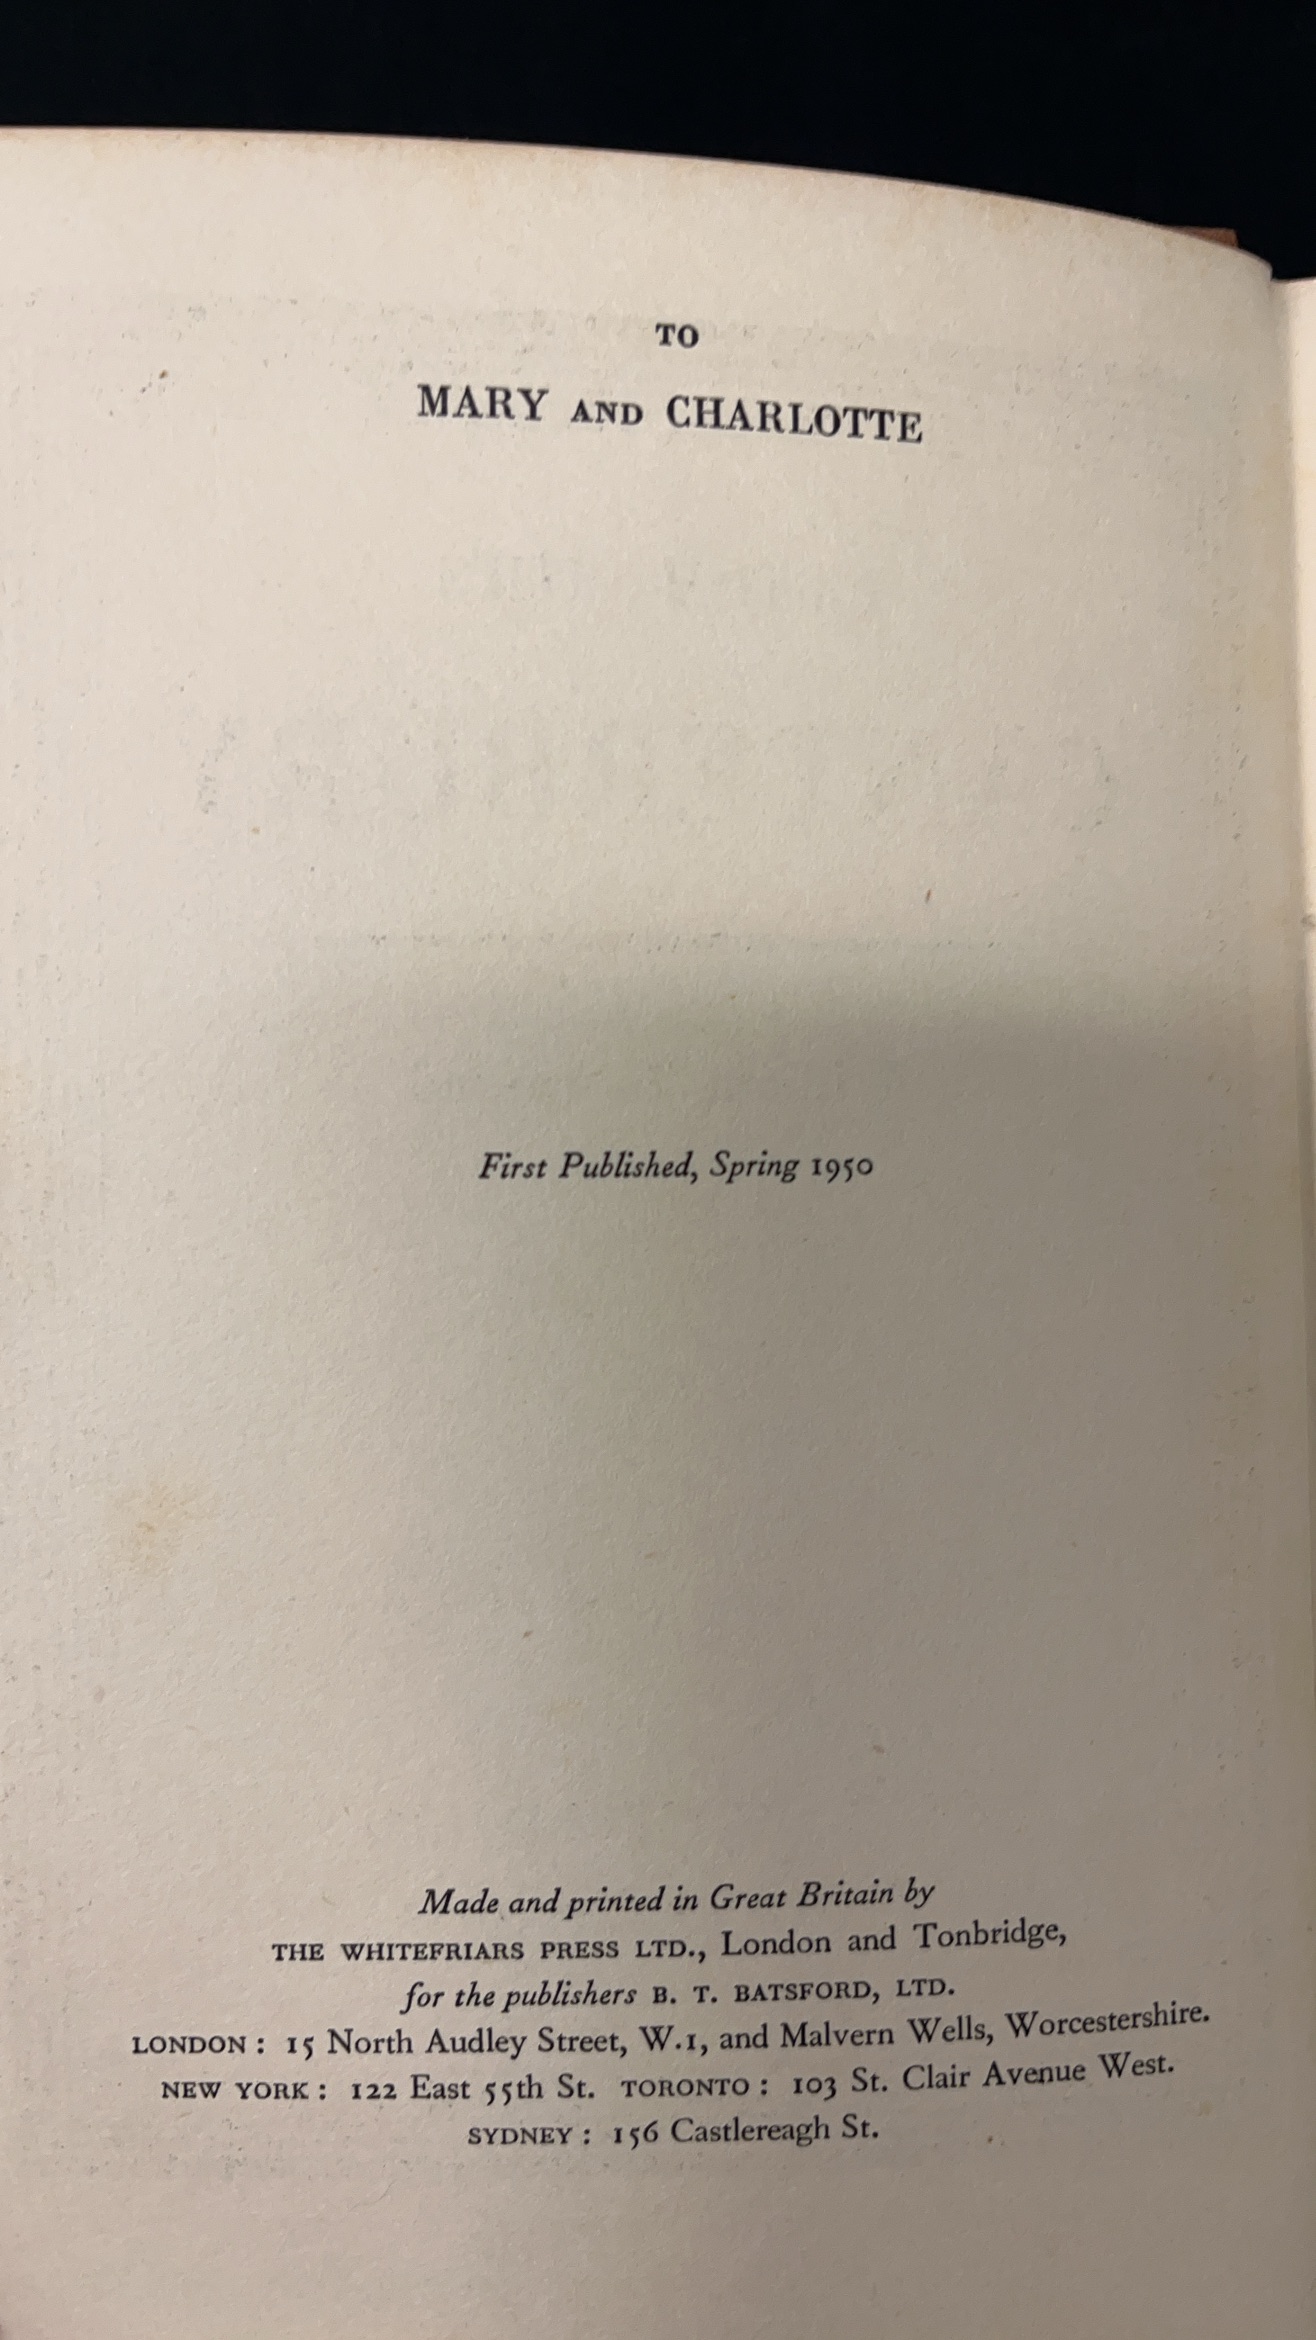 TO
MARY AND CHARLOTTE
First Published, Spring 1950
Made and printed in Great Britain by
THE WHITEFRIARS PRESS LTD., London and Tonbridge,
for the publishers B. T. BATSFORD, LTD.
LONDON : 15 North Audley Street, W.1, and Malvern Wells, Worcestershire.
NEW YORK : 122 East 55th St. TORONTO : 103 St. Clair Avenue West.
SYDNEY : 156 Castlereagh St.